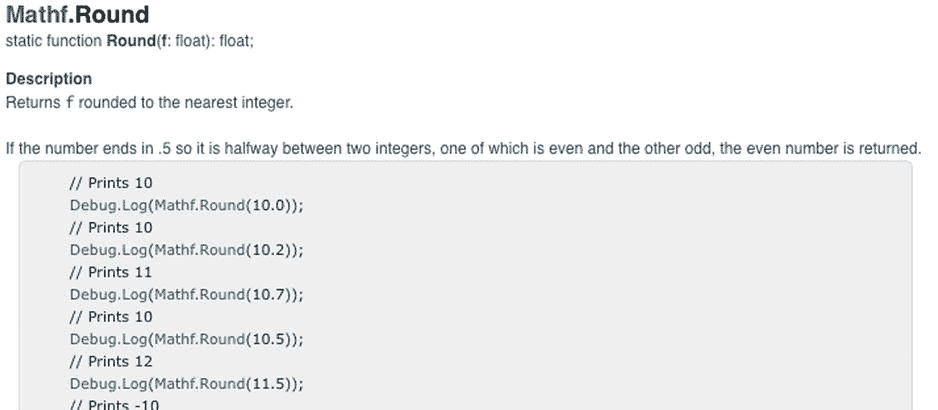 Mathf.Round
static function Round(f: float): float;
Description
Returns f rounded to the nearest integer.
If the number ends in .5 so it is halfway between two integers, one of which is even and the other odd, the even number is returned.
// Prints 10
Debug.Log(Mathf.Round(10.0));
// Prints 10
Debug.Log(Mathf.Round(10.2));
// Prints 11
Debug.Log(Mathf.Round(10.7));
// Prints 10
Debug.Log(Mathf.Round(10.5));
// Prints 12
Debug.Log(Mathf.Round(11.5));
// Prints -10